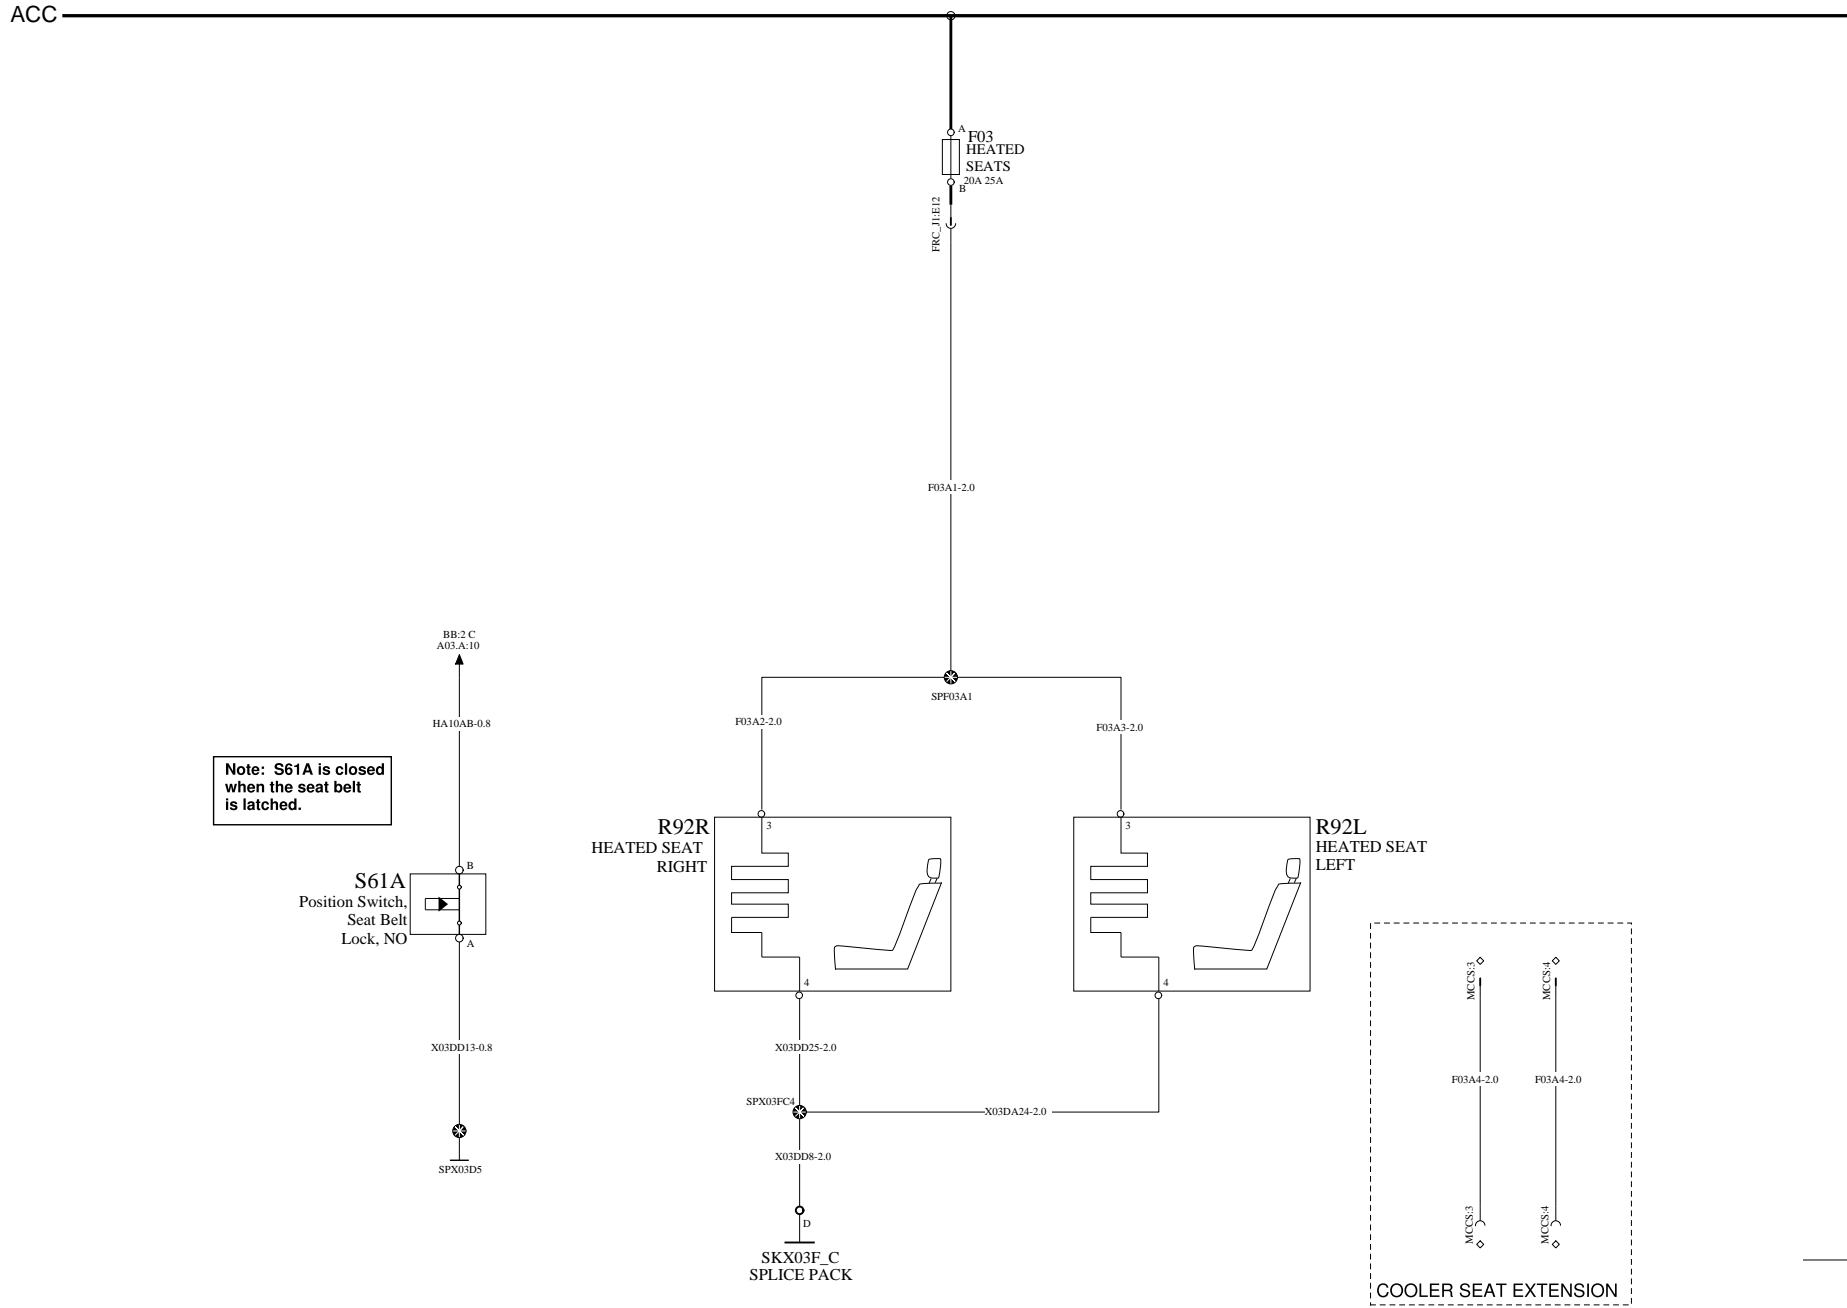 ACC
A
F03
HEATED
SEATS
20A 25A
B
FRC_J1:E12
F03A1-2.0
BB:2 C
A03.A:10
SPF03A1
HA10AB-0.8
F03A2-2.0
F03A3-2.0
Note: S61A is closed
when the seat belt
is latched.
R92R
HEATED SEAT
RIGHT
3
3
R92L
HEATED SEAT
LEFT
B
S61A
Position Switch,
Seat Belt
Lock, NO
A
4
4
MCCS:3
MCCS:4
X03DD13-0.8
X03DD25-2.0
F03A4-2.0
F03A4-2.0
SPX03FC4
X03DA24-2.0
X03DD8-2.0
SPX03D5
D
MCCS:3
MCCS:4
SKX03F_C
SPLICE PACK
COOLER SEAT EXTENSION